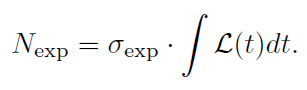 N_exp = σ_exp · ∫ ℒ(t)dt.